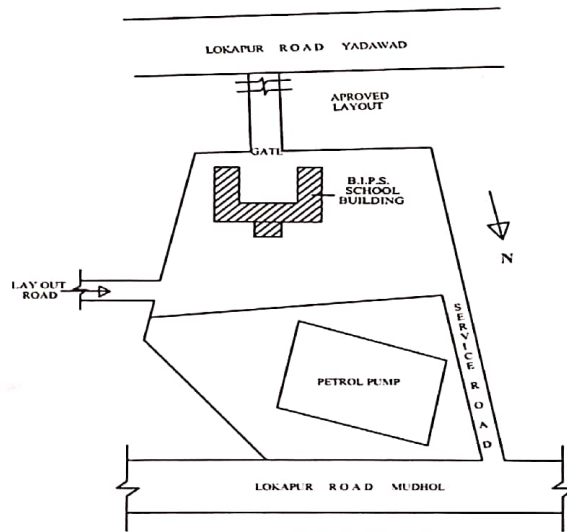 LOKAPUR ROAD YADAWAD
APROVED
LAYOUT
GATE
B.I.P.S.
SCHOOL
BUILDING
N
LAY OUT
ROAD
SERVICE ROAD
PETROL PUMP
LOKAPUR ROAD MUDHOL